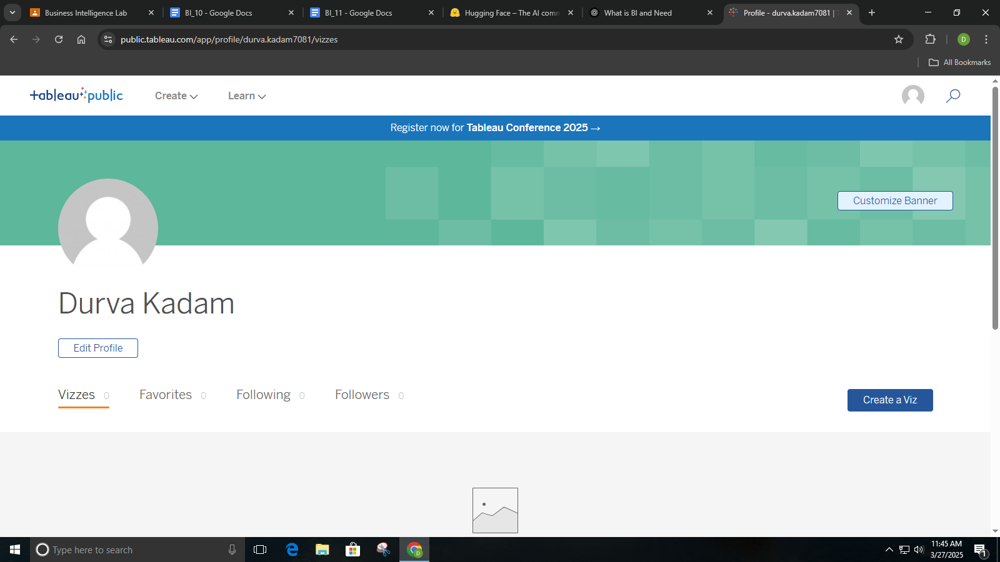 Business Intelligence Lab
BI_10 - Google Docs
BI_11 - Google Docs
Hugging Face – The AI comm
What is BI and Need
Profile - durva.kadam7081 |
public.tableau.com/app/profile/durva.kadam7081/vizzes
D
All Bookmarks
tableau public
Create
Learn
Register now for Tableau Conference 2025 →
Customize Banner
Durva Kadam
Edit Profile
Vizzes 0
Favorites 0
Following 0
Followers 0
Create a Viz
Type here to search
D
11:45 AM
3/27/2025
1